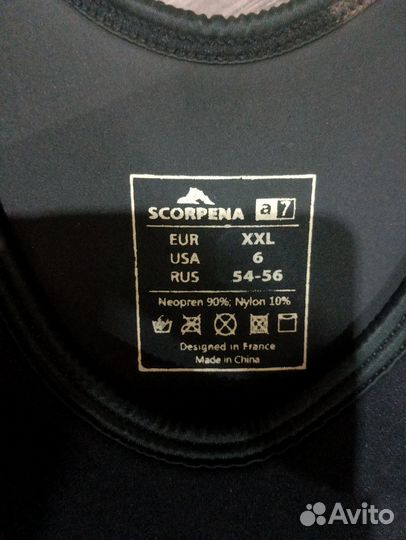 SCORPENA a7
EUR XXL
USA 6
RUS 54-56
Neopren 90%; Nylon 10%
Designed in France
Made in China
Avito